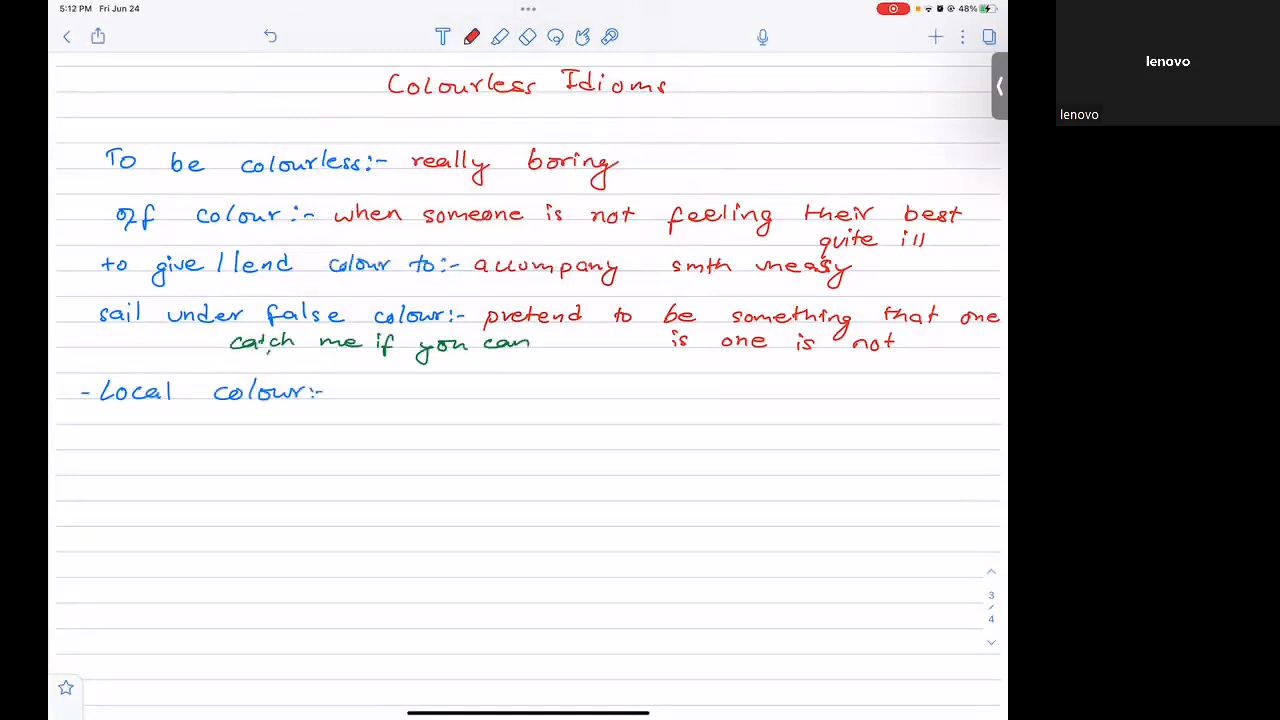 5:12 PM Fri Jun 24
48%
lenovo
lenovo
Colourless Idioms
To be colourless:- really boring
off colour:- when someone is not feeling their best
quite ill
to give / lend colour to:- accompany smth uneasy
sail under false colour:- pretend to be something that one
catch me if you can is one is not
- Local colour:-
3
/
4